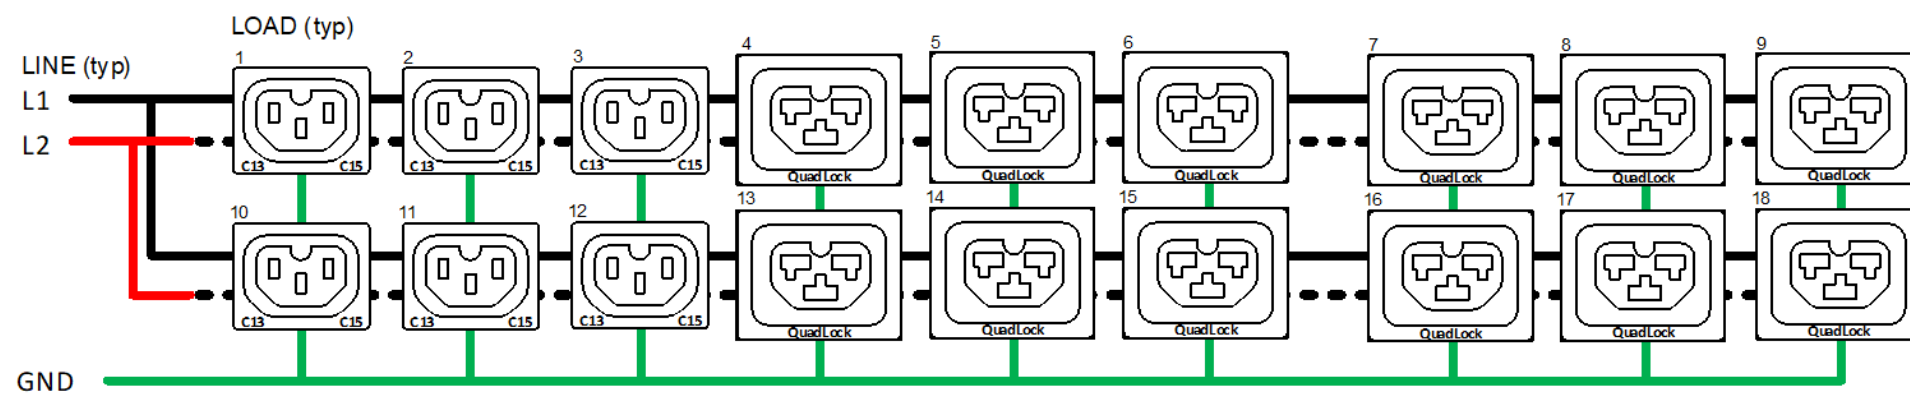 LOAD (typ)
LINE (typ)
1 2 3 4 5 6 7 8 9
L1
L2
C13 C15 C13 C15 C13 C15 QuadLock QuadLock QuadLock QuadLock QuadLock QuadLock
10 11 12 13 14 15 16 17 18
C13 C15 C13 C15 C13 C15 QuadLock QuadLock QuadLock QuadLock QuadLock QuadLock
GND